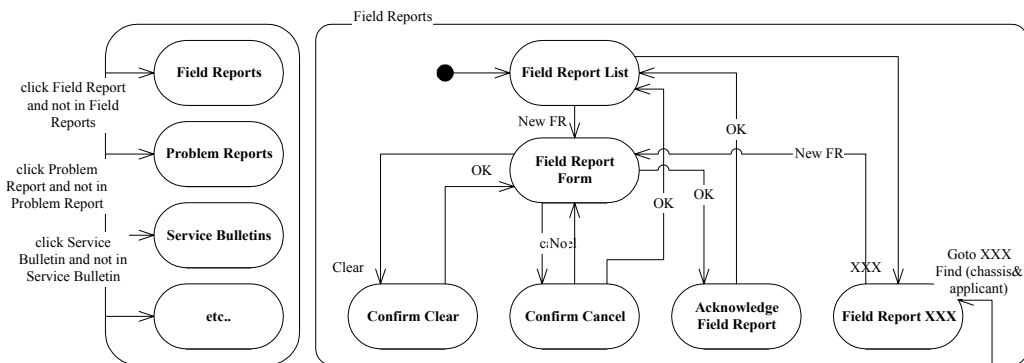 Field Reports
Field Reports
click Field Report
and not in Field
Reports
Problem Reports
click Problem
Report and not in
Problem Report
Service Bulletins
click Service
Bulletin and not in
Service Bulletin
etc..
Field Report List
New FR
OK
Field Report
Form
New FR
OK
OK
OK
No
Clear
XXX
Goto XXX
Find (chassis&
applicant)
Confirm Clear
Confirm Cancel
Acknowledge
Field Report
Field Report XXX